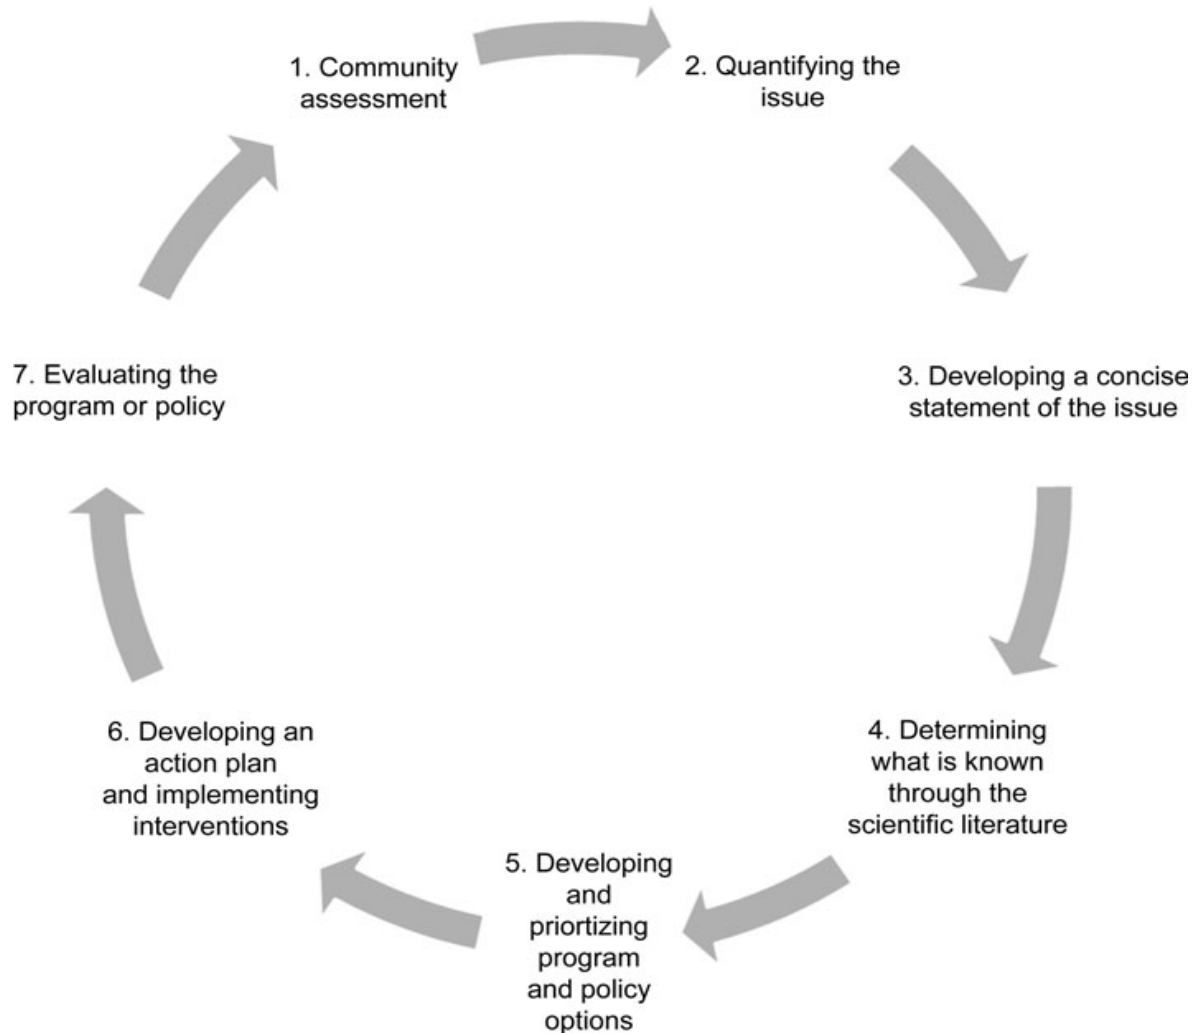 1. Community
assessment
2. Quantifying the
issue
3. Developing a concise
statement of the issue
4. Determining
what is known
through the
scientific literature
5. Developing
and
priortizing
program
and policy
options
6. Developing an
action plan
and implementing
interventions
7. Evaluating the
program or policy